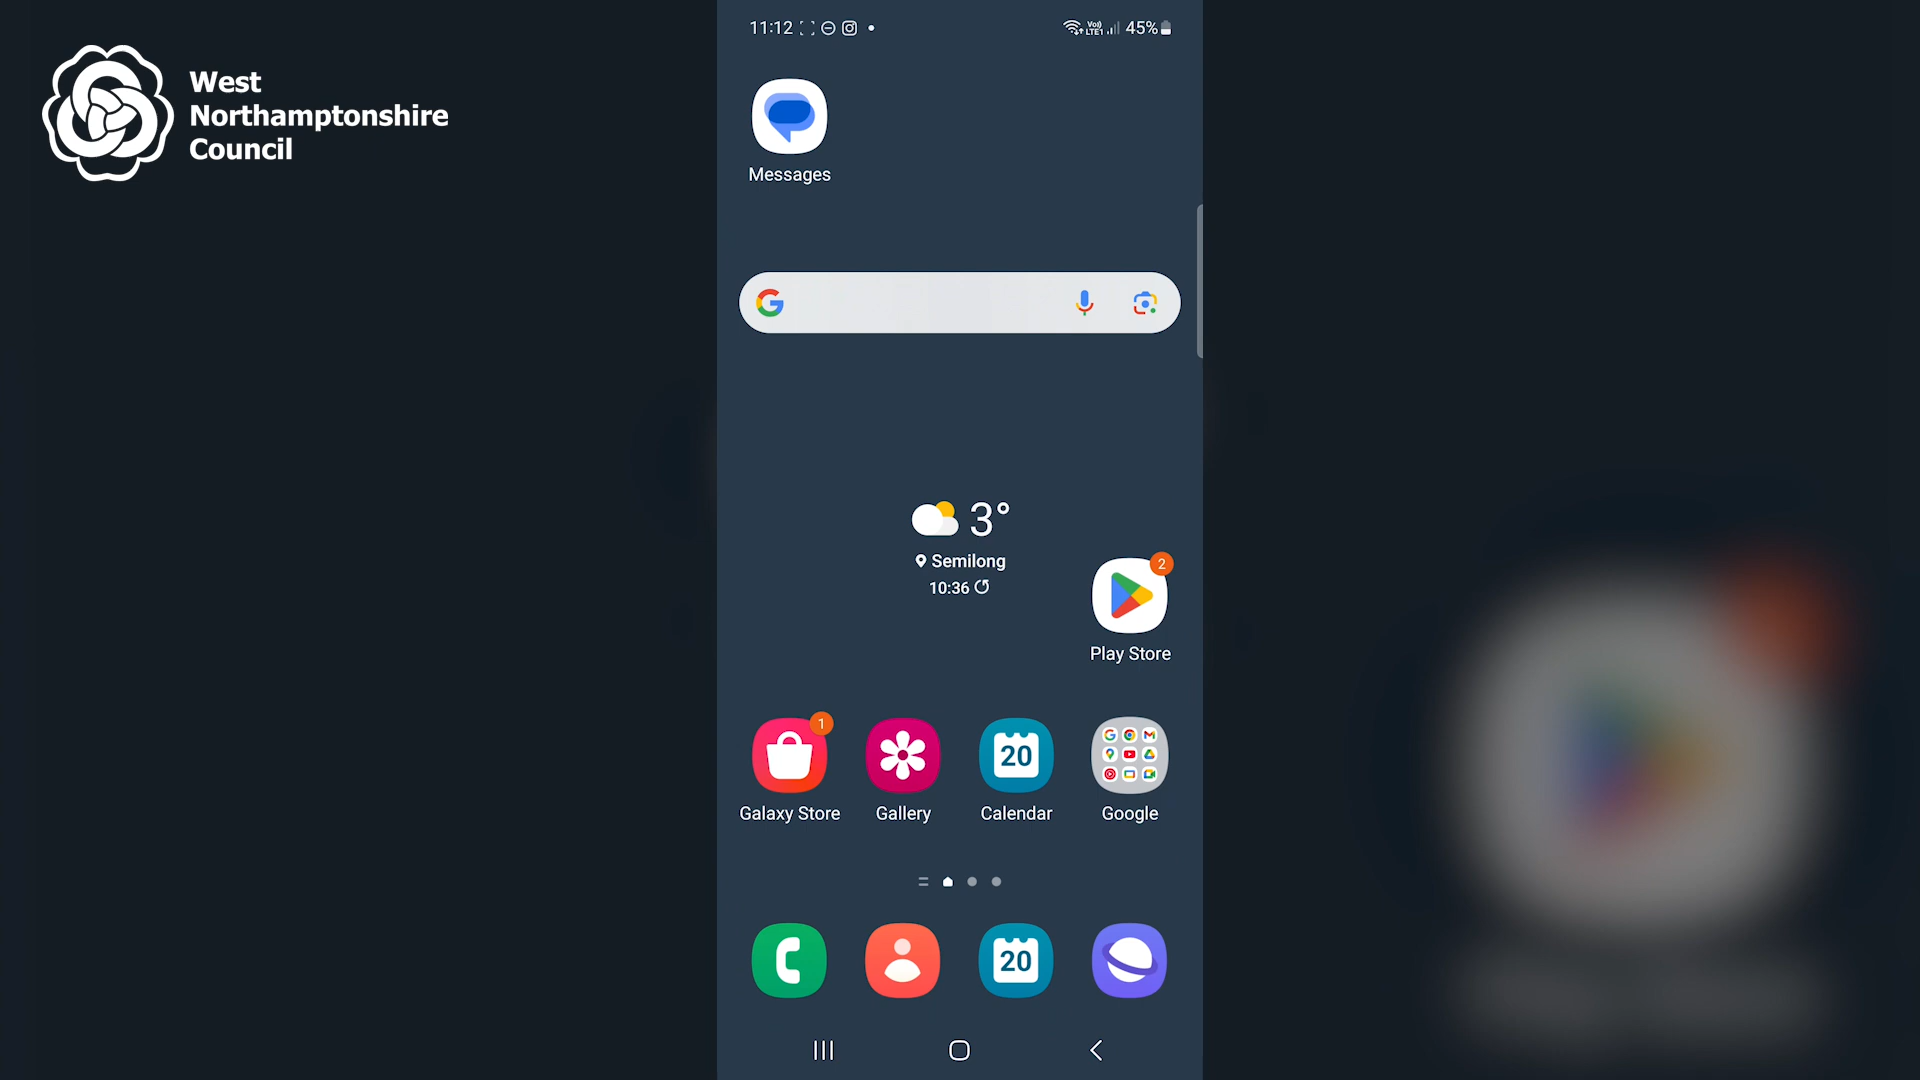 West
Northamptonshire
Council
11:12
45%
Messages
3°
Semilong
10:36
2
Play Store
1
20
Galaxy Store
Gallery
Calendar
Google
20